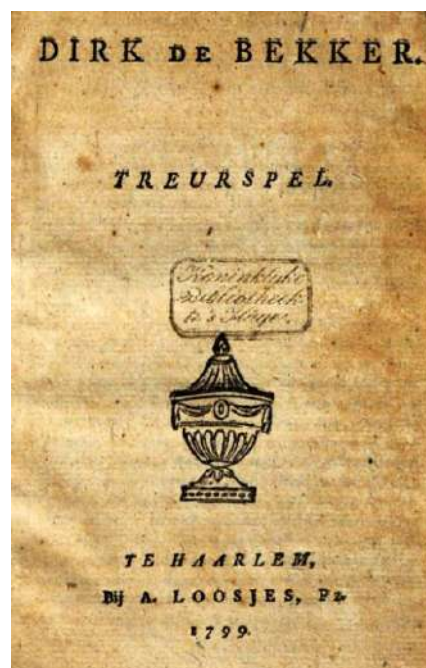 DIRK DE BEKKER.
TREURSPEL.
Koninklijke
Bibliotheek
te 's Hage.
TE HAARLEM,
Bij A. LOOSJES, Pz.
1799.